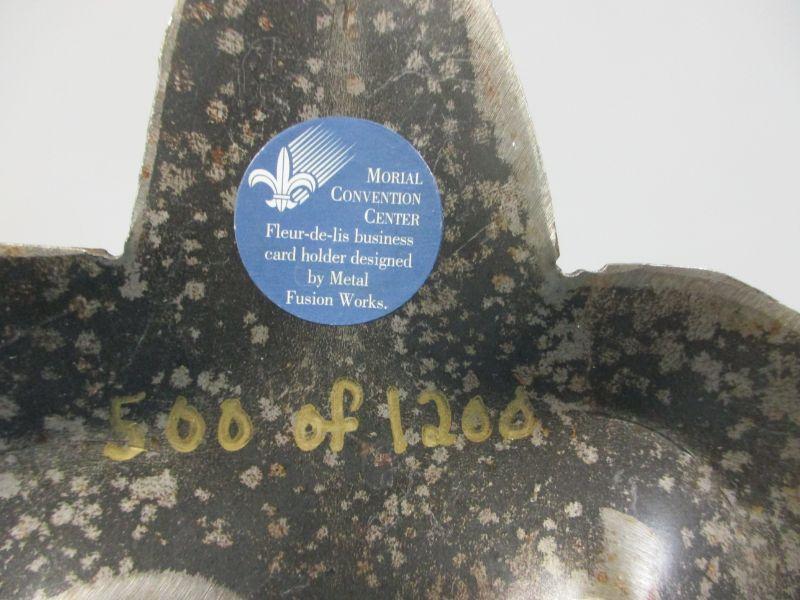 MORIAL
CONVENTION
CENTER
Fleur-de-lis business
card holder designed
by Metal
Fusion Works.
500 of 1200